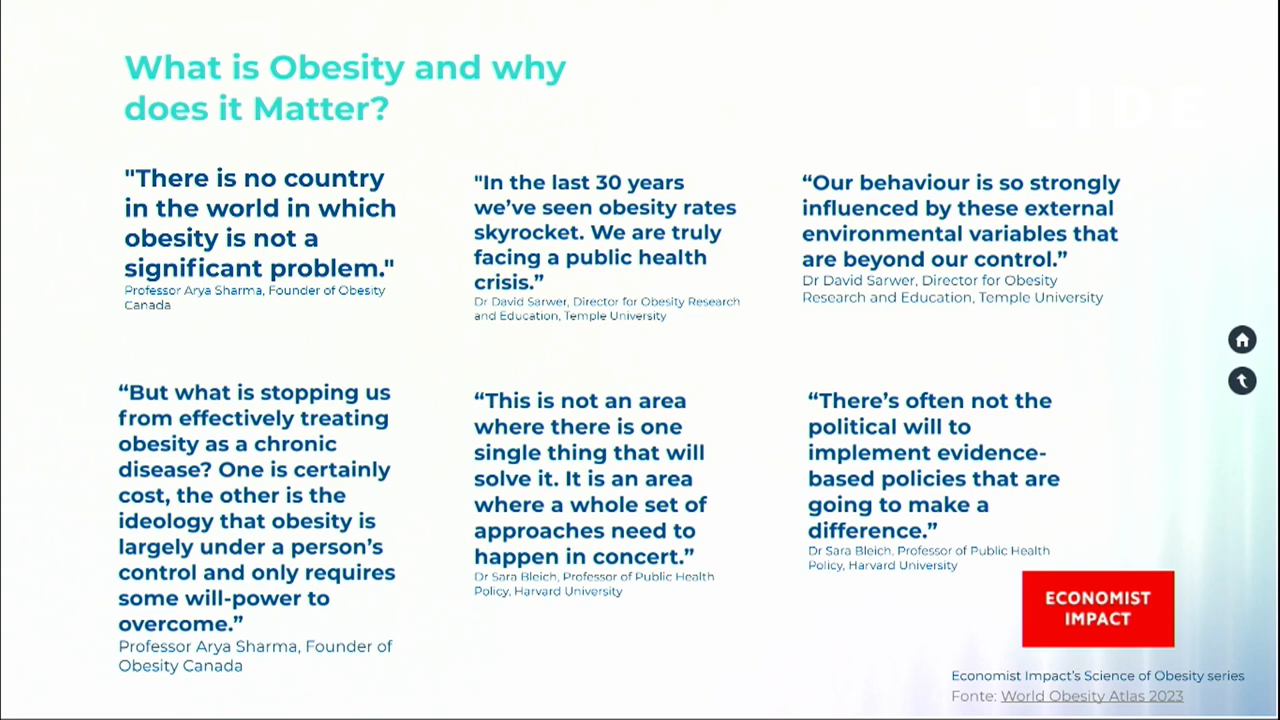 What is Obesity and why
does it Matter?
LIDE
"There is no country
in the world in which
obesity is not a
significant problem."
Professor Arya Sharma, Founder of Obesity
Canada
"In the last 30 years
we've seen obesity rates
skyrocket. We are truly
facing a public health
crisis.”
Dr David Sarwer, Director for Obesity Research
and Education, Temple University
“Our behaviour is so strongly
influenced by these external
environmental variables that
are beyond our control.”
Dr David Sarwer, Director for Obesity
Research and Education, Temple University
“But what is stopping us
from effectively treating
obesity as a chronic
disease? One is certainly
cost, the other is the
ideology that obesity is
largely under a person’s
control and only requires
some will-power to
overcome.”
Professor Arya Sharma, Founder of
Obesity Canada
“This is not an area
where there is one
single thing that will
solve it. It is an area
where a whole set of
approaches need to
happen in concert.”
Dr Sara Bleich, Professor of Public Health
Policy, Harvard University
“There’s often not the
political will to
implement evidence-
based policies that are
going to make a
difference.”
Dr Sara Bleich, Professor of Public Health
Policy, Harvard University
ECONOMIST
IMPACT
Economist Impact’s Science of Obesity series
Fonte: World Obesity Atlas 2023